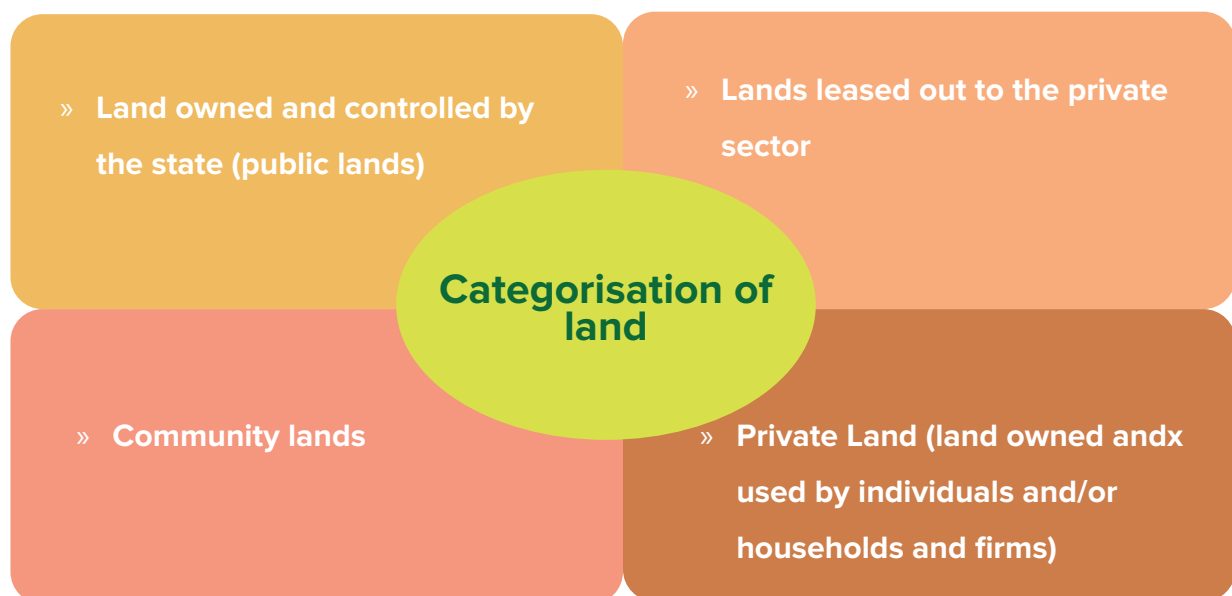 » Land owned and controlled by
the state (public lands)
» Lands leased out to the private
sector
Categorisation of
land
» Community lands
» Private Land (land owned andx
used by individuals and/or
households and firms)